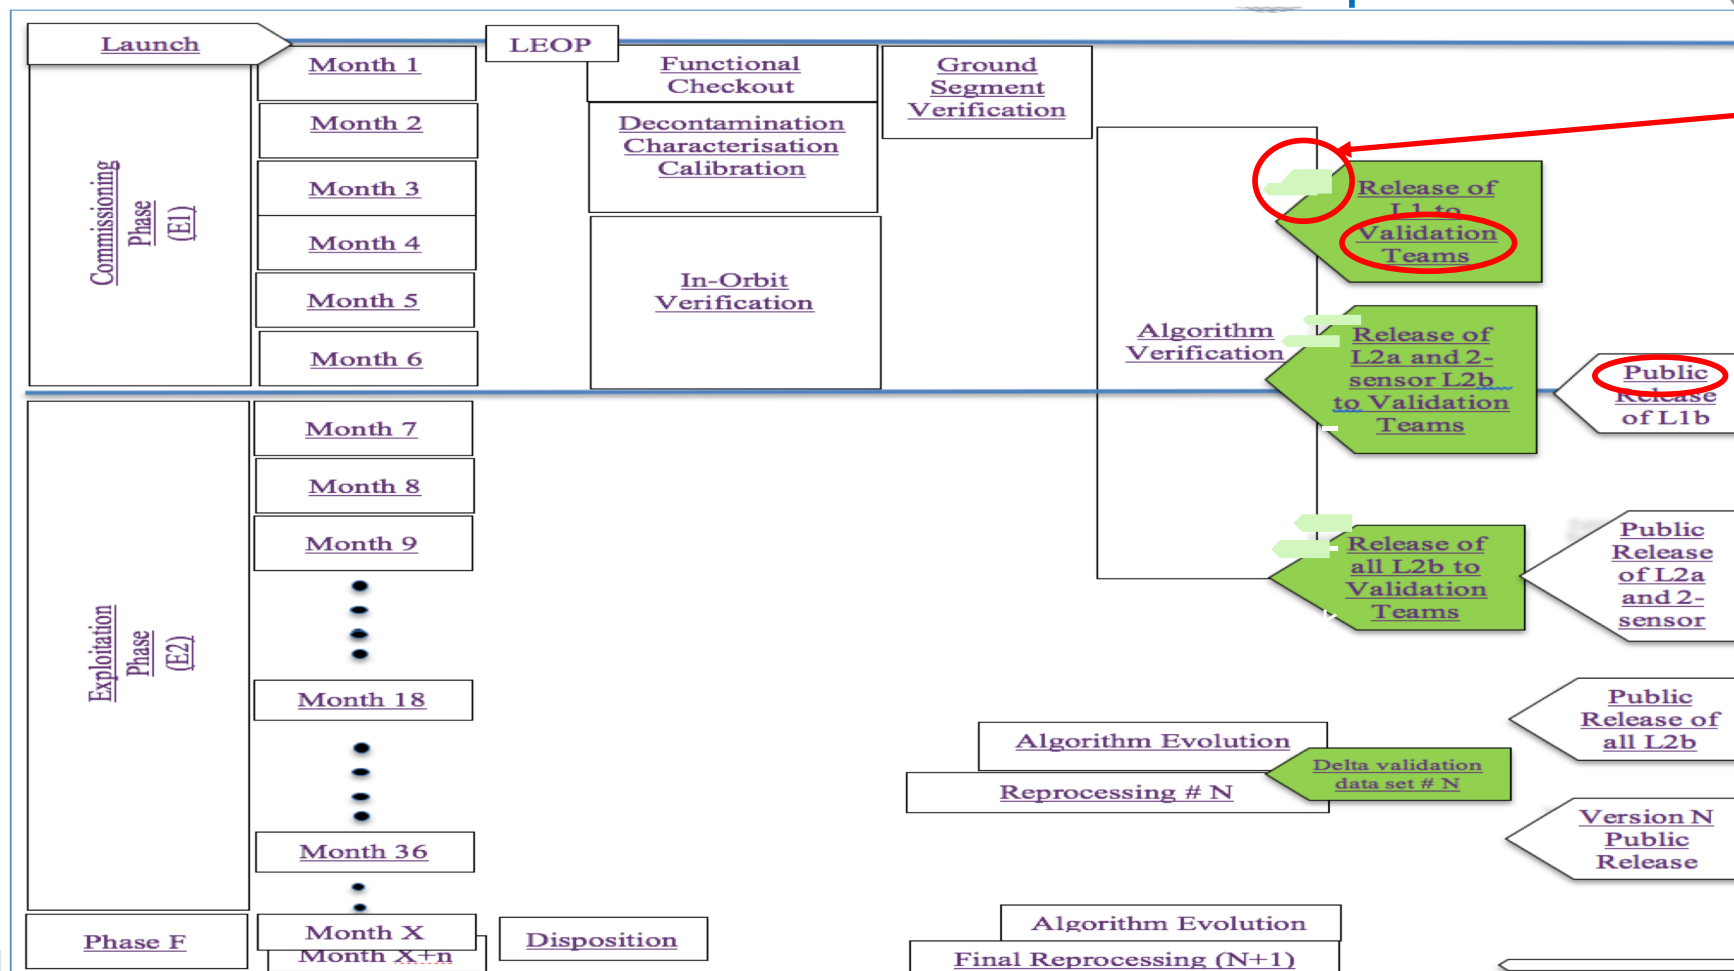 Launch
LEOP
Month 1
Functional
Checkout
Ground
Segment
Verification
Month 2
Decontamination
Characterisation
Calibration
Commissioning
Phase
(E1)
Month 3
Month 4
In-Orbit
Verification
Month 5
Month 6
Algorithm
Verification
Release of
L1 to
Validation
Teams
Release of
L2a and 2-
sensor L2b
to Validation
Teams
Public
Release
of L1b
Exploitation
Phase
(E2)
Month 7
Month 8
Month 9
Release of
all L2b to
Validation
Teams
Public
Release
of L2a
and 2-
sensor
Month 18
Public
Release of
all L2b
Algorithm Evolution
Reprocessing # N
Delta validation
data set # N
Version N
Public
Release
Month 36
Phase F
Month X
Month X+n
Disposition
Algorithm Evolution
Final Reprocessing (N+1)